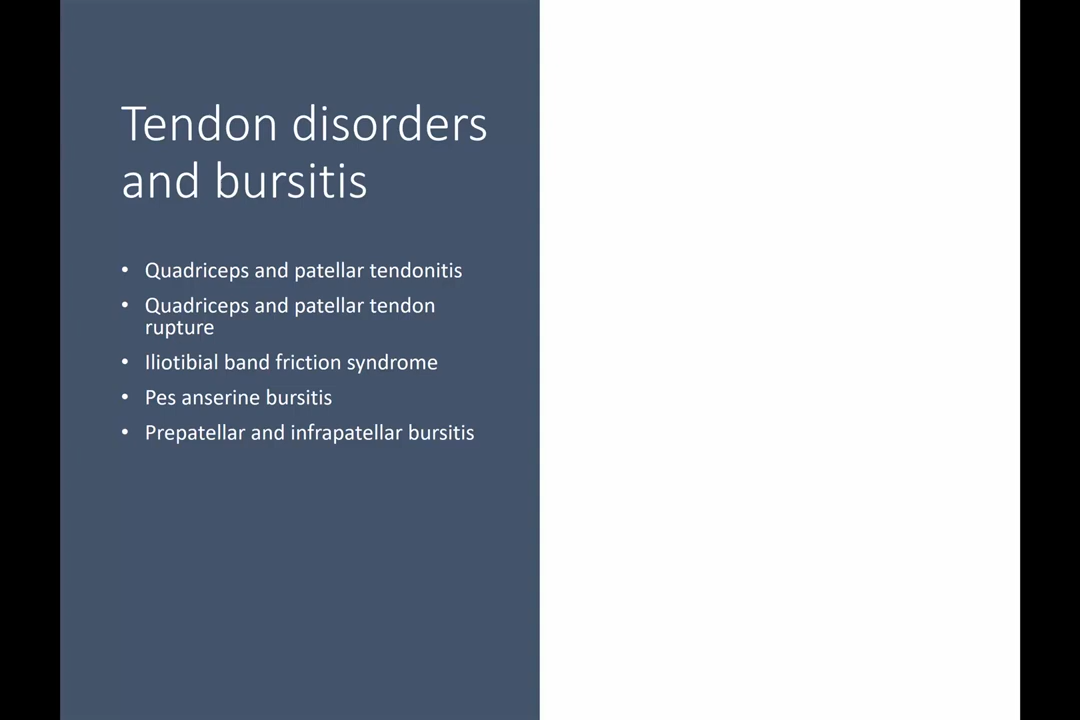 Tendon disorders
and bursitis
• Quadriceps and patellar tendonitis
• Quadriceps and patellar tendon
rupture
• Iliotibial band friction syndrome
• Pes anserine bursitis
• Prepatellar and infrapatellar bursitis